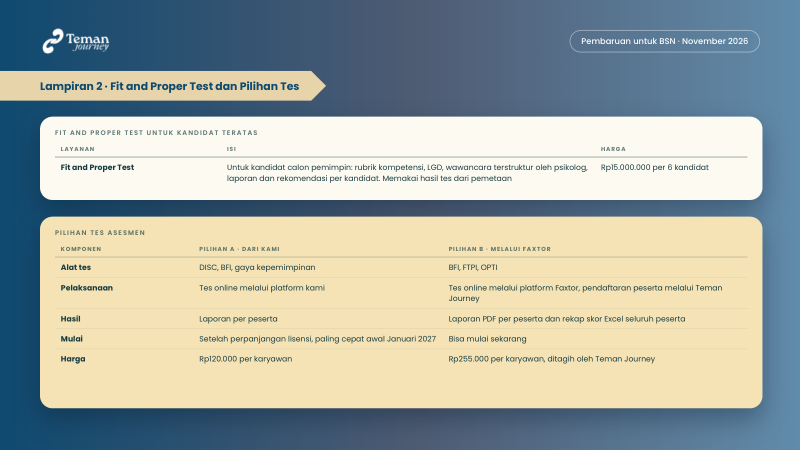 Teman
Journey
Pembaruan untuk BSN · November 2026
Lampiran 2 · Fit and Proper Test dan Pilihan Tes
FIT AND PROPER TEST UNTUK KANDIDAT TERATAS
LAYANAN ISI HARGA
Fit and Proper Test Untuk kandidat calon pemimpin: rubrik kompetensi, LGD, wawancara terstruktur oleh psikolog, Rp15.000.000 per 6 kandidat
laporan dan rekomendasi per kandidat. Memakai hasil tes dari pemetaan
PILIHAN TES ASESMEN
KOMPONEN PILIHAN A · DARI KAMI PILIHAN B · MELALUI FAXTOR
Alat tes DISC, BFI, gaya kepemimpinan BFI, FTPI, OPTI
Pelaksanaan Tes online melalui platform kami Tes online melalui platform Faxtor, pendaftaran peserta melalui Teman
Journey
Hasil Laporan per peserta Laporan PDF per peserta dan rekap skor Excel seluruh peserta
Mulai Setelah perpanjangan lisensi, paling cepat awal Januari 2027 Bisa mulai sekarang
Harga Rp120.000 per karyawan Rp255.000 per karyawan, ditagih oleh Teman Journey